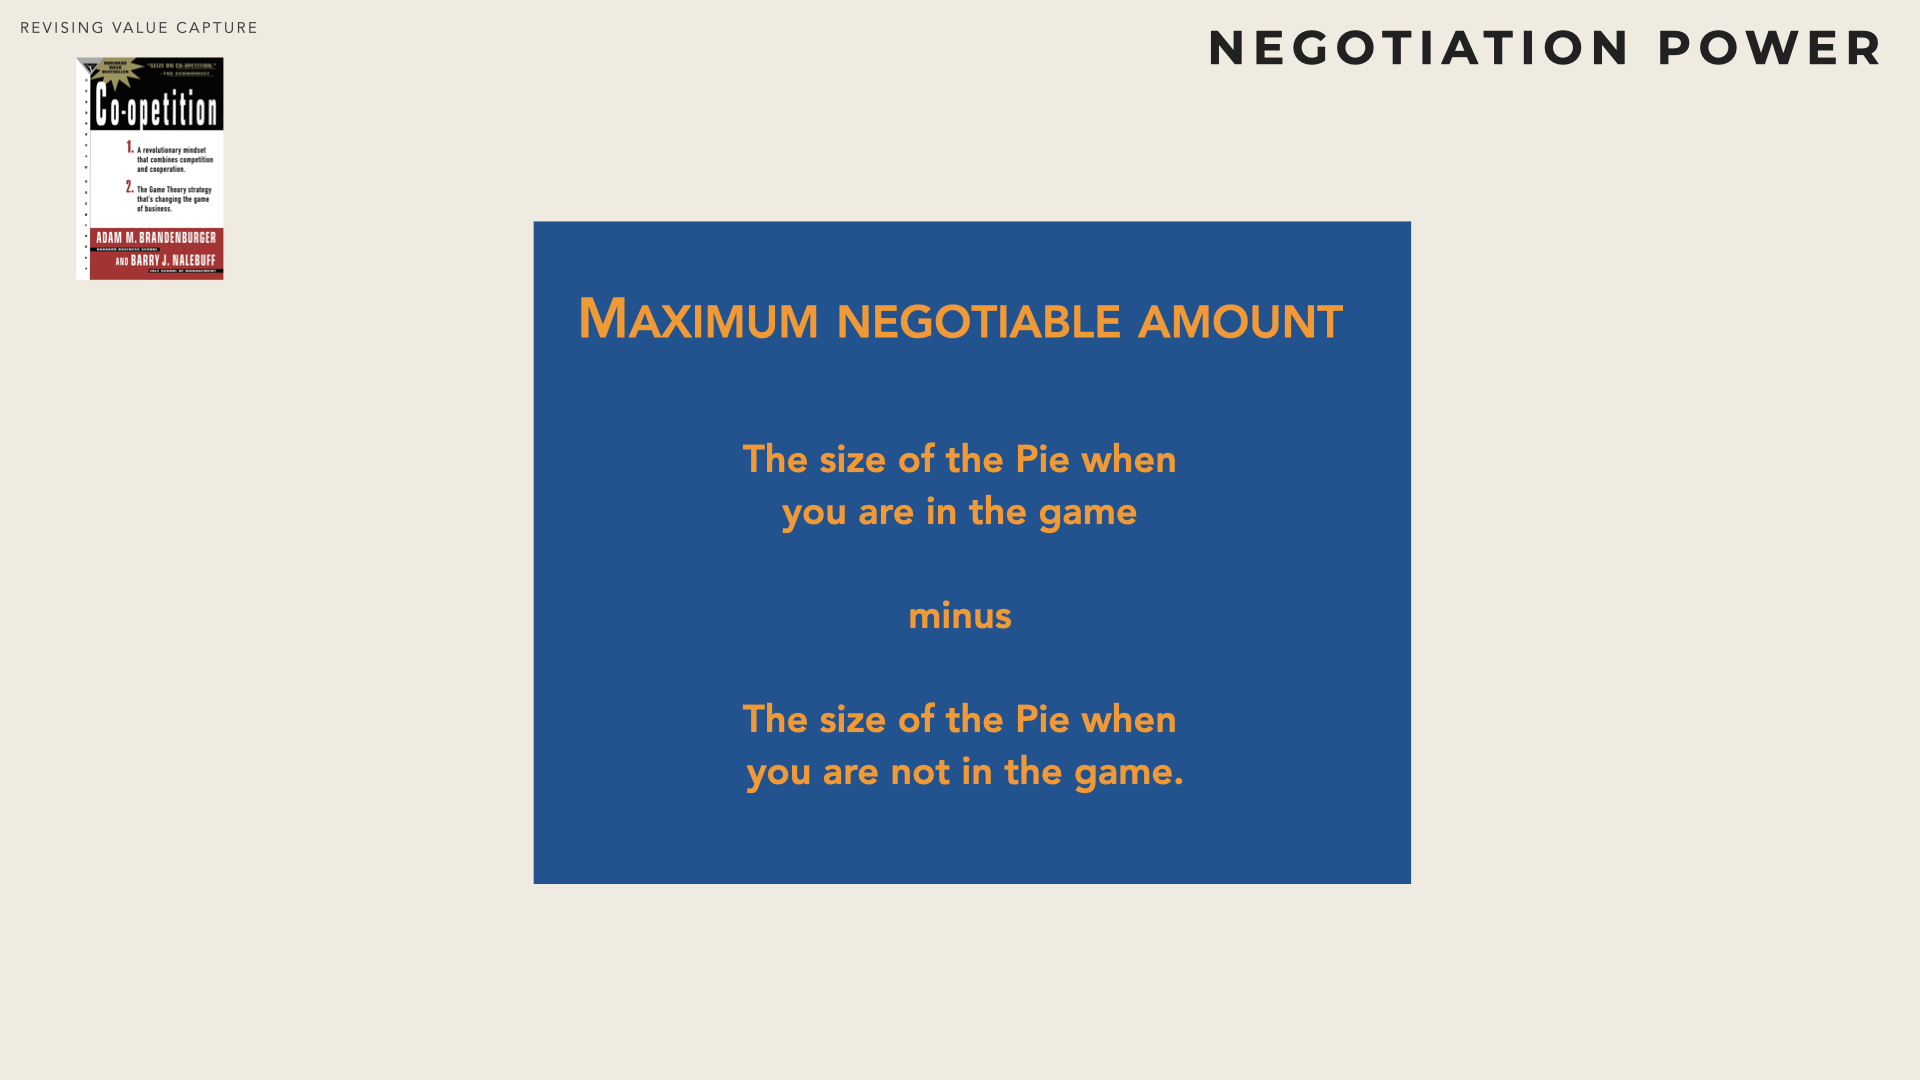 REVISING VALUE CAPTURE
NEGOTIATION POWER
BUSINESS
WEEK
BESTSELLER
"SEIZE ON CO-OPETITION."
—THE ECONOMIST
Co-opetition
1. A revolutionary mindset
that combines competition
and cooperation.
2. The Game Theory strategy
that's changing the game
of business.
ADAM M. BRANDENBURGER
HARVARD BUSINESS SCHOOL
AND BARRY J. NALEBUFF
YALE SCHOOL OF MANAGEMENT
MAXIMUM NEGOTIABLE AMOUNT
The size of the Pie when
you are in the game
minus
The size of the Pie when
you are not in the game.